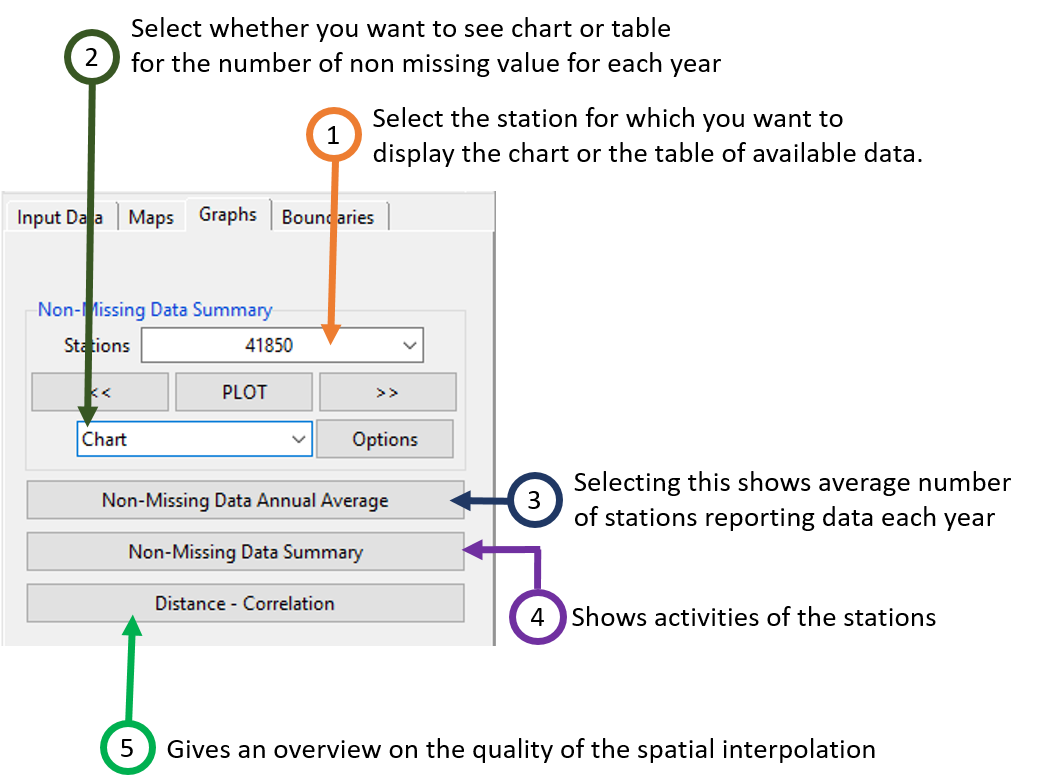 2
Select whether you want to see chart or table
for the number of non missing value for each year
1
Select the station for which you want to
display the chart or the table of available data.
Input Data
Maps
Graphs
Boundaries
Non-Missing Data Summary
Stations
41850
<<
PLOT
>>
Chart
Options
Non-Missing Data Annual Average
3
Selecting this shows average number
of stations reporting data each year
Non-Missing Data Summary
4
Shows activities of the stations
Distance - Correlation
5
Gives an overview on the quality of the spatial interpolation